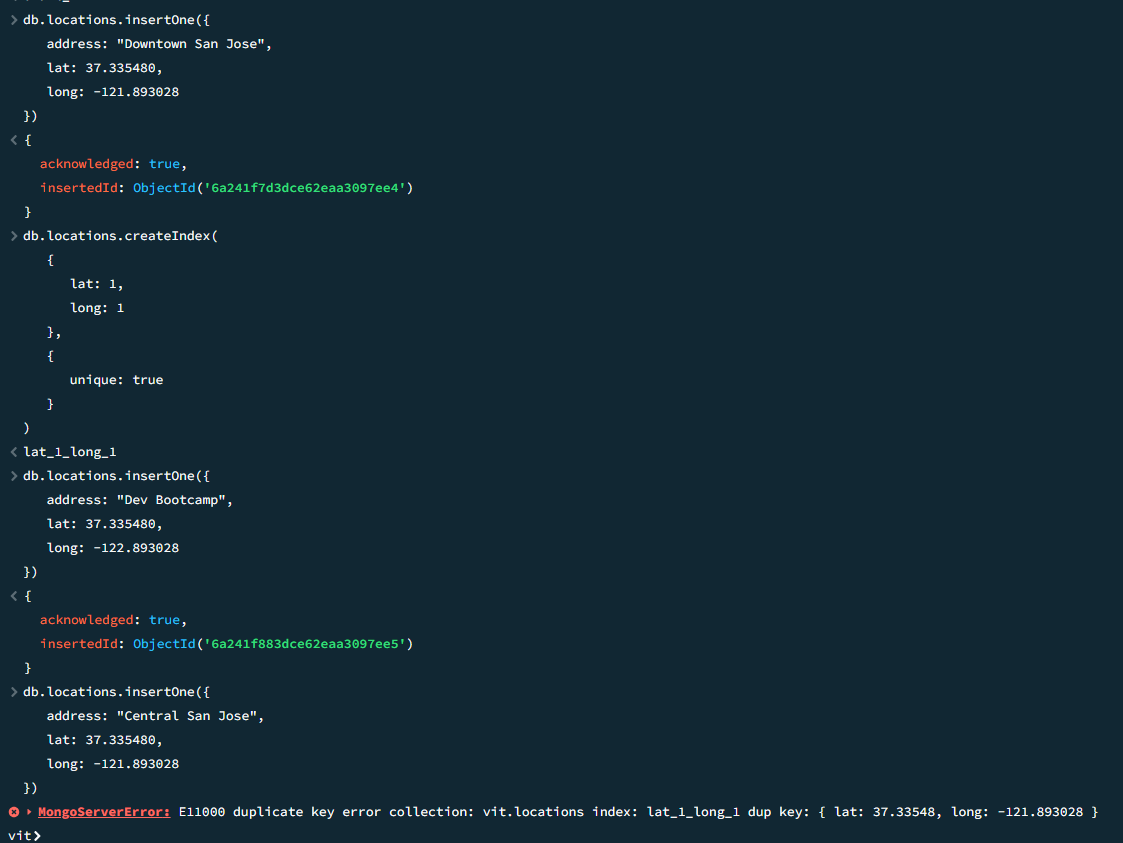 > db.locations.insertOne({
address: "Downtown San Jose",
lat: 37.335480,
long: -121.893028
})
< {
acknowledged: true,
insertedId: ObjectId('6a241f7d3dce62eaa3097ee4')
}
> db.locations.createIndex(
{
lat: 1,
long: 1
},
{
unique: true
}
)
< lat_1_long_1
> db.locations.insertOne({
address: "Dev Bootcamp",
lat: 37.335480,
long: -122.893028
})
< {
acknowledged: true,
insertedId: ObjectId('6a241f883dce62eaa3097ee5')
}
> db.locations.insertOne({
address: "Central San Jose",
lat: 37.335480,
long: -121.893028
})
MongoServerError: E11000 duplicate key error collection: vit.locations index: lat_1_long_1 dup key: { lat: 37.33548, long: -121.893028 }
vit>